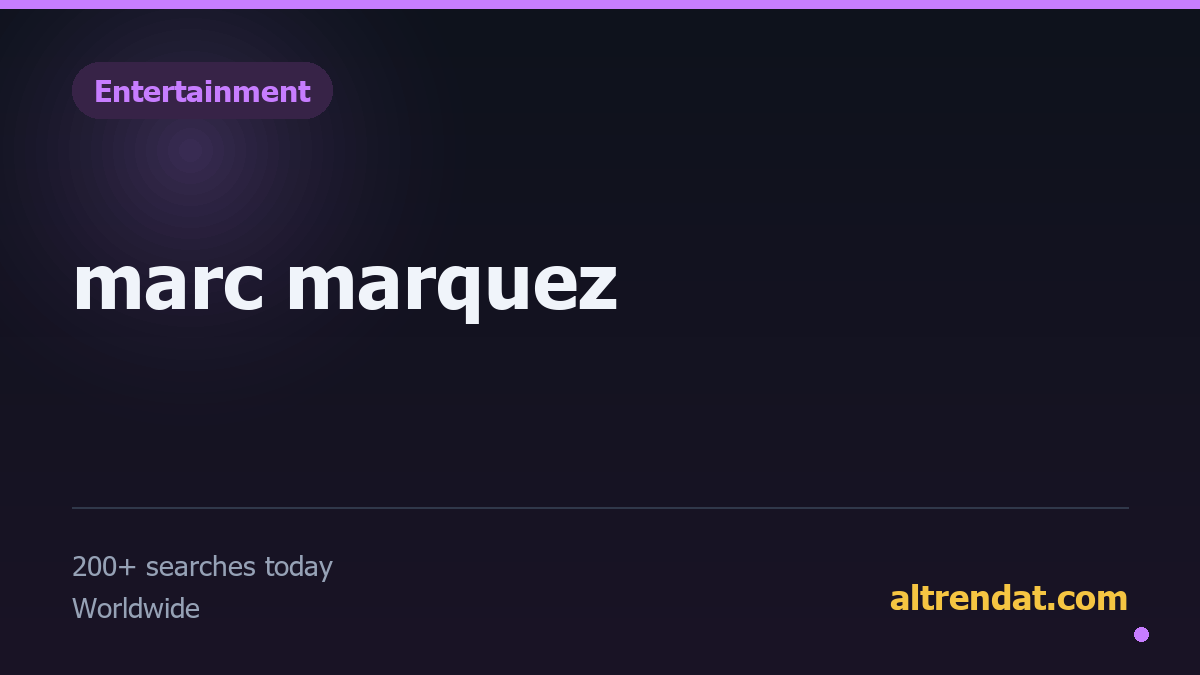 Entertainment
marc marquez
200+ searches today
Worldwide
altrendat.com